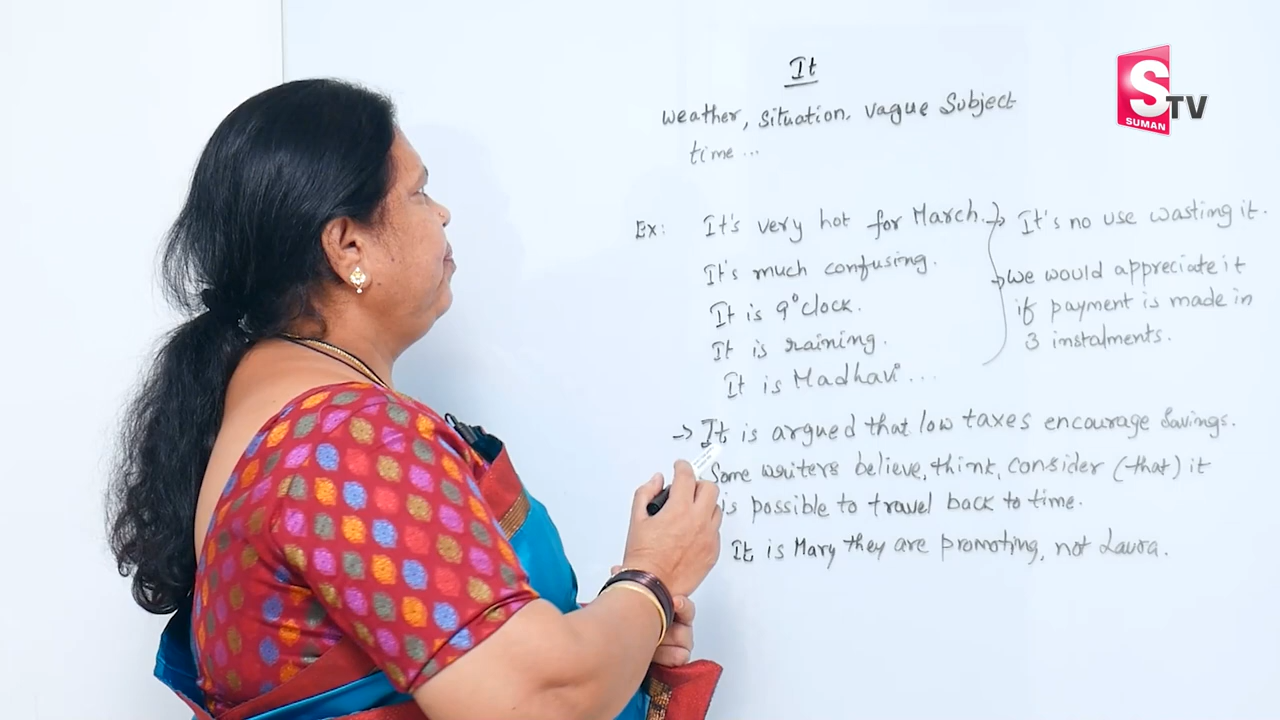 It
weather, situation. vague Subject
time ...
Ex: It's very hot for March.
It's much confusing.
It is 9°clock.
It is raining.
It is Madhavi...
→ It's no use wasting it.
→ we would appreciate it
if payment is made in
3 instalments.
→ It is argued that low taxes encourage Savings.
Some writers believe, think, consider (that) it
is possible to travel back to time.
It is Mary they are promoting, not Laura.
S TV
SUMAN